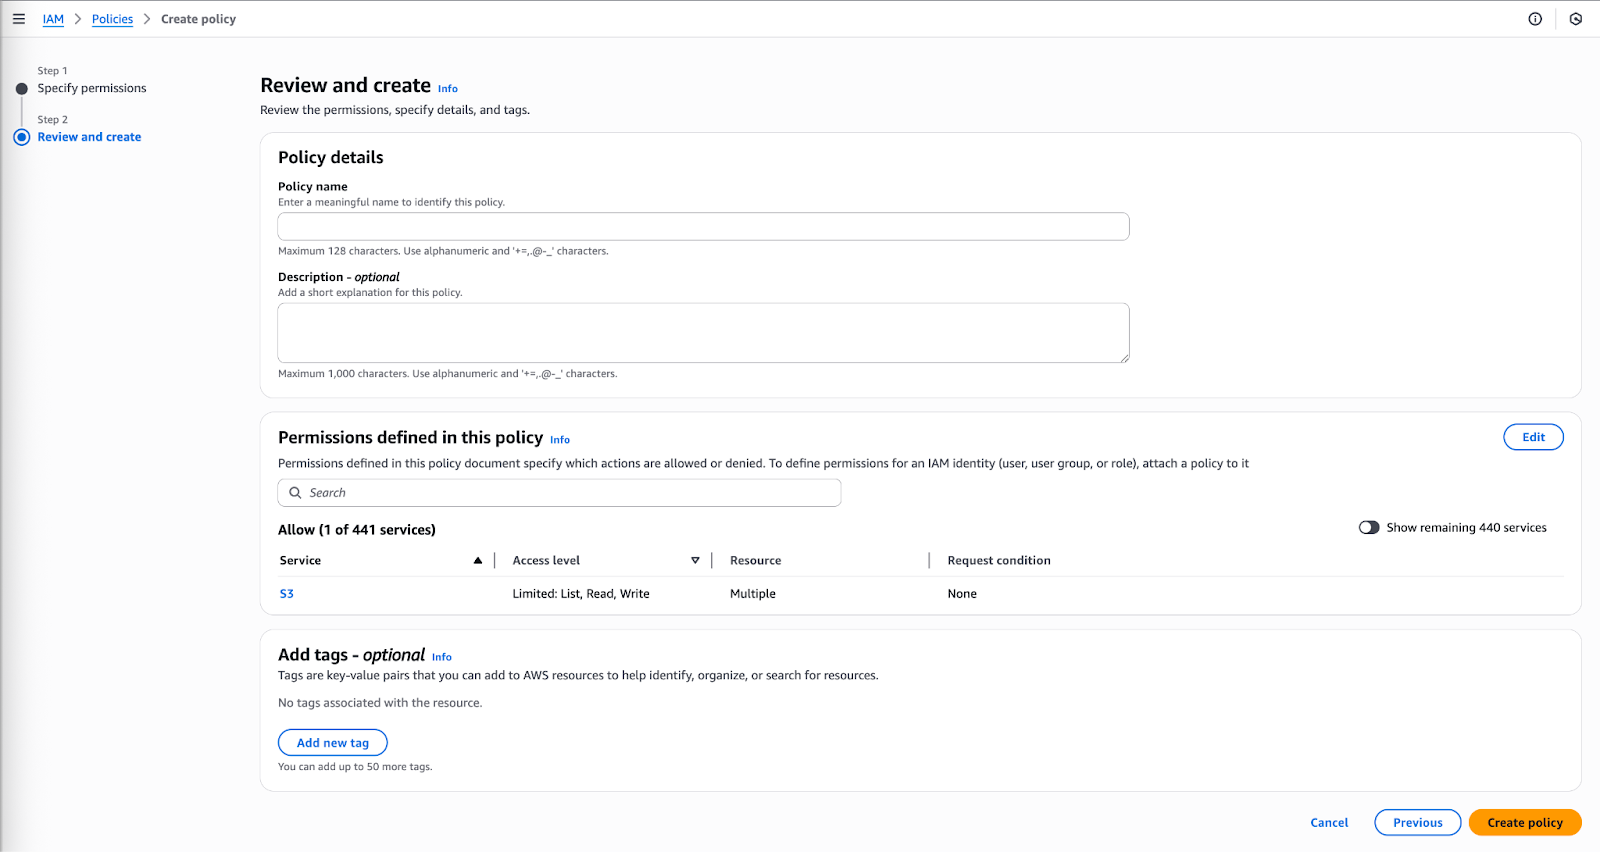 IAM > Policies > Create policy
Step 1
Specify permissions
Step 2
Review and create
Review and create Info
Review the permissions, specify details, and tags.
Policy details
Policy name
Enter a meaningful name to identify this policy.
Maximum 128 characters. Use alphanumeric and '+=,.@-_' characters.
Description - optional
Add a short explanation for this policy.
Maximum 1,000 characters. Use alphanumeric and '+=,.@-_' characters.
Permissions defined in this policy Info
Edit
Permissions defined in this policy document specify which actions are allowed or denied. To define permissions for an IAM identity (user, user group, or role), attach a policy to it
Search
Allow (1 of 441 services)
Show remaining 440 services
Service Access level Resource Request condition
S3 Limited: List, Read, Write Multiple None
Add tags - optional Info
Tags are key-value pairs that you can add to AWS resources to help identify, organize, or search for resources.
No tags associated with the resource.
Add new tag
You can add up to 50 more tags.
Cancel Previous Create policy